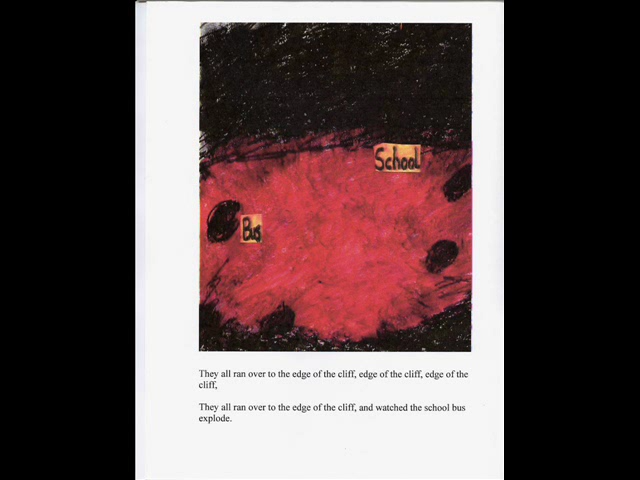 School
Bus
They all ran over to the edge of the cliff, edge of the cliff, edge of the
cliff,
They all ran over to the edge of the cliff, and watched the school bus
explode.